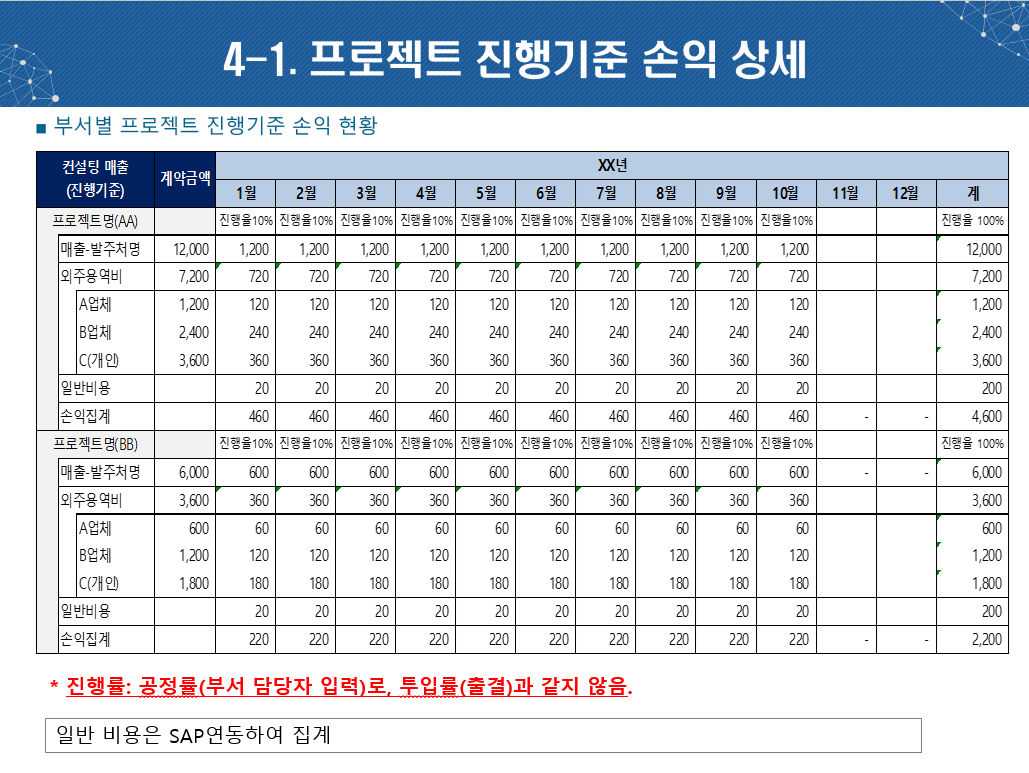 4-1. 프로젝트 진행기준 손익 상세
■ 부서별 프로젝트 진행기준 손익 현황
컨설팅 매출 (진행기준) 계약금액 XX년
1월 2월 3월 4월 5월 6월 7월 8월 9월 10월 11월 12월 계
프로젝트명(AA) 진행율10% 진행율10% 진행율10% 진행율10% 진행율10% 진행율10% 진행율10% 진행율10% 진행율10% 진행율10% 진행율 100%
매출-발주처명 12,000 1,200 1,200 1,200 1,200 1,200 1,200 1,200 1,200 1,200 1,200 12,000
외주용역비 7,200 720 720 720 720 720 720 720 720 720 720 7,200
A업체 1,200 120 120 120 120 120 120 120 120 120 120 1,200
B업체 2,400 240 240 240 240 240 240 240 240 240 240 2,400
C(개인) 3,600 360 360 360 360 360 360 360 360 360 360 3,600
일반비용 20 20 20 20 20 20 20 20 20 20 200
손익집계 460 460 460 460 460 460 460 460 460 460 - - 4,600
프로젝트명(BB) 진행율10% 진행율10% 진행율10% 진행율10% 진행율10% 진행율10% 진행율10% 진행율10% 진행율10% 진행율10% 진행율 100%
매출-발주처명 6,000 600 600 600 600 600 600 600 600 600 600 - - 6,000
외주용역비 3,600 360 360 360 360 360 360 360 360 360 360 3,600
A업체 600 60 60 60 60 60 60 60 60 60 60 600
B업체 1,200 120 120 120 120 120 120 120 120 120 120 1,200
C(개인) 1,800 180 180 180 180 180 180 180 180 180 180 1,800
일반비용 20 20 20 20 20 20 20 20 20 20 200
손익집계 220 220 220 220 220 220 220 220 220 220 - - 2,200
* 진행률: 공정률(부서 담당자 입력)로, 투입률(출결)과 같지 않음.
일반 비용은 SAP연동하여 집계